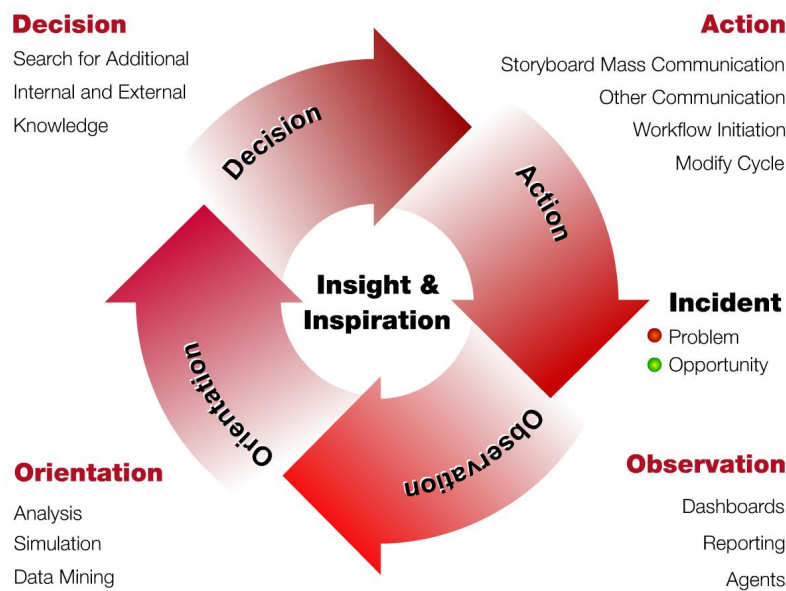 Decision
Search for Additional
Internal and External
Knowledge
Action
Storyboard Mass Communication
Other Communication
Workflow Initiation
Modify Cycle
Decision
Action
Insight &
Inspiration
Incident
Problem
Opportunity
Orientation
Observation
Orientation
Analysis
Simulation
Data Mining
Observation
Dashboards
Reporting
Agents